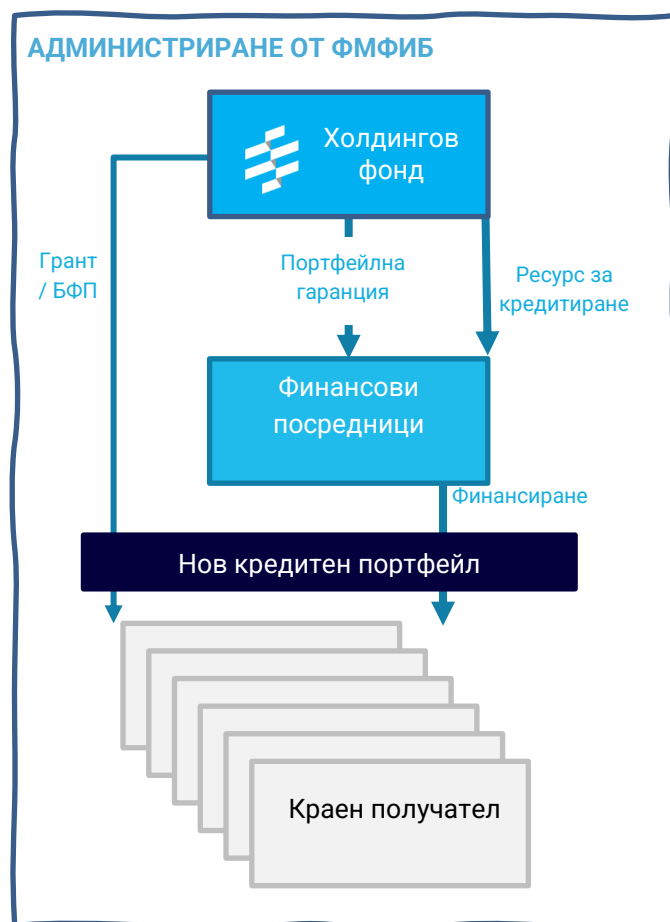 АДМИНИСТРИРАНЕ ОТ ФМФИБ
Холдингов
фонд
Грант
/ БФП
Портфейлна
гаранция
Ресурс за
кредитиране
Финансови
посредници
Финансиране
Нов кредитен портфейл
Краен получател